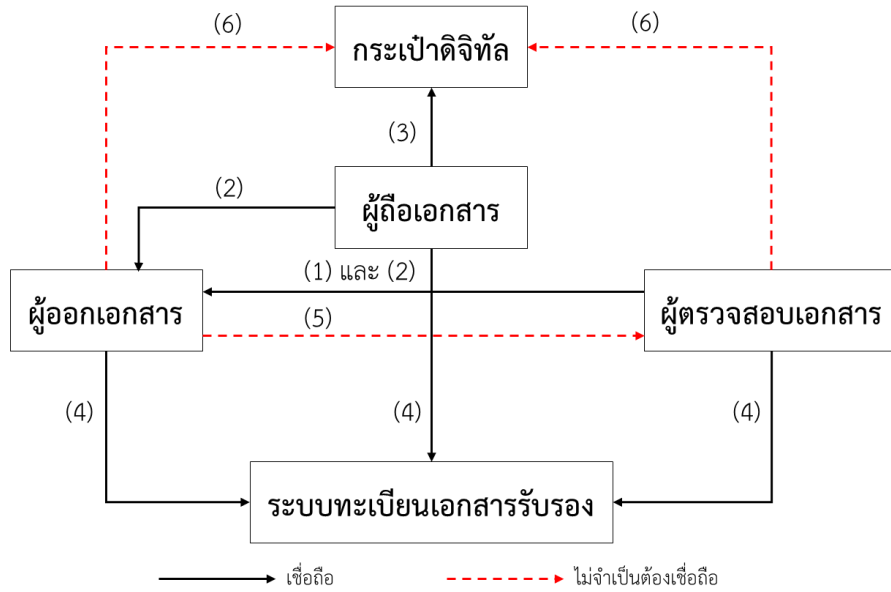 (6)
(6)
กระเป๋าดิจิทัล
(3)
(2)
ผู้ถือเอกสาร
(1) และ (2)
ผู้ออกเอกสาร
ผู้ตรวจสอบเอกสาร
(5)
(4)
(4)
(4)
ระบบทะเบียนเอกสารรับรอง
เชื่อถือ
ไม่จำเป็นต้องเชื่อถือ